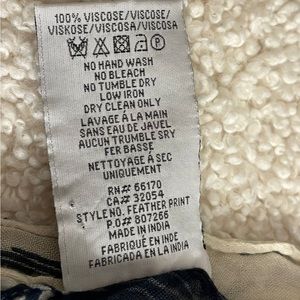 100% VISCOSE/VISCOSE/
VISKOSE/VISCOSA/VISCOSA
NO HAND WASH
NO BLEACH
NO TUMBLE DRY
LOW IRON
DRY CLEAN ONLY
LAVAGE À LA MAIN
SANS EAU DE JAVEL
AUCUN TRUMBLE SRY
FER BASSE
NETTOYAGE À SEC
UNIQUEMENT
RN# 66170
CA# 32054
STYLE NO. FEATHER PRINT
P.O# 807266
MADE IN INDIA
FABRIQUÉ EN INDE
FABRICADA EN LA INDIA